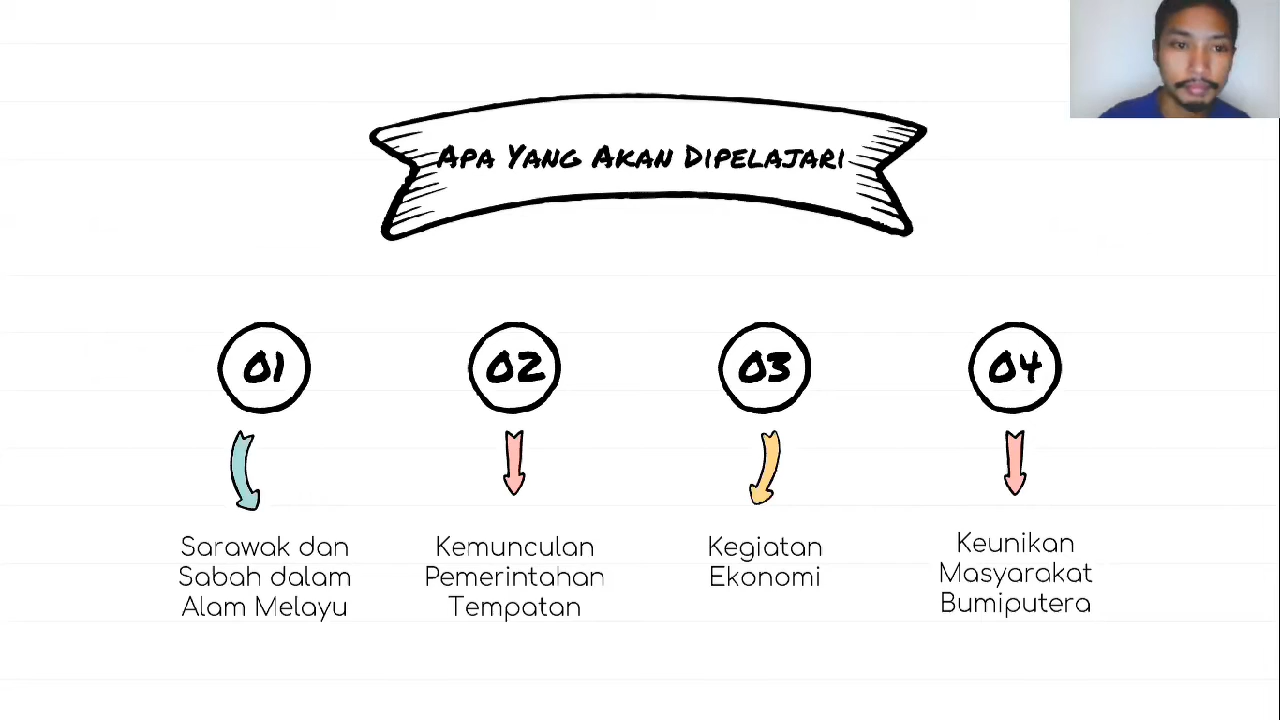 Apa Yang Akan Dipelajari
01
02
03
04
Sarawak dan
Sabah dalam
Alam Melayu
Kemunculan
Pemerintahan
Tempatan
Kegiatan
Ekonomi
Keunikan
Masyarakat
Bumiputera